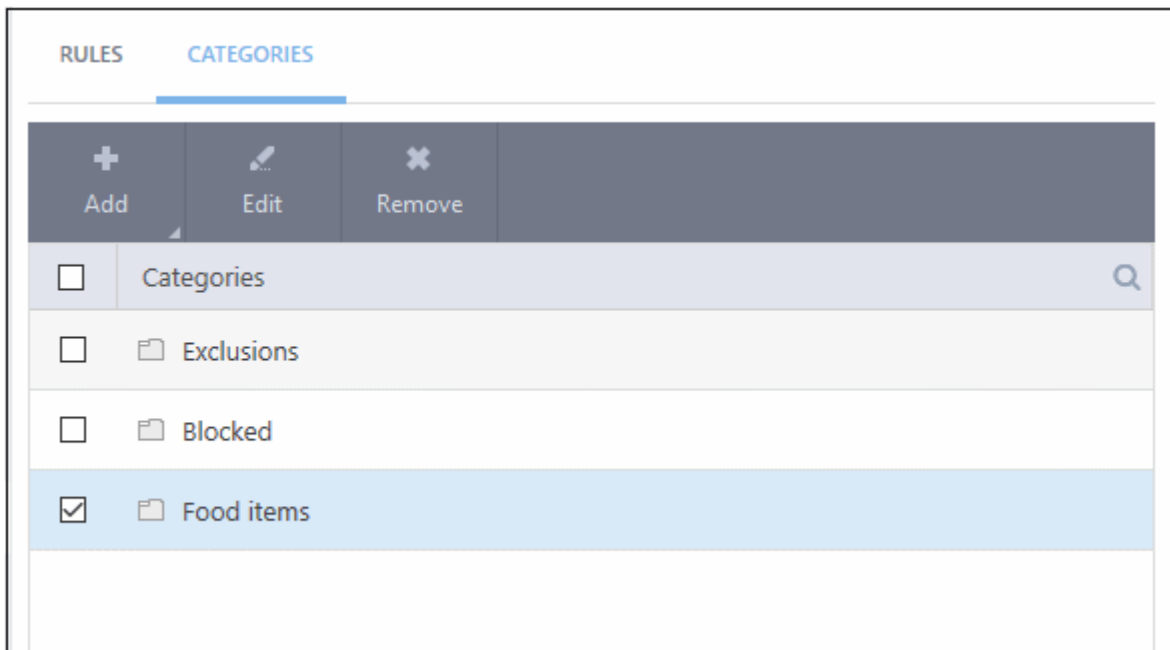 RULES CATEGORIES
Add Edit Remove
Categories
Exclusions
Blocked
Food items